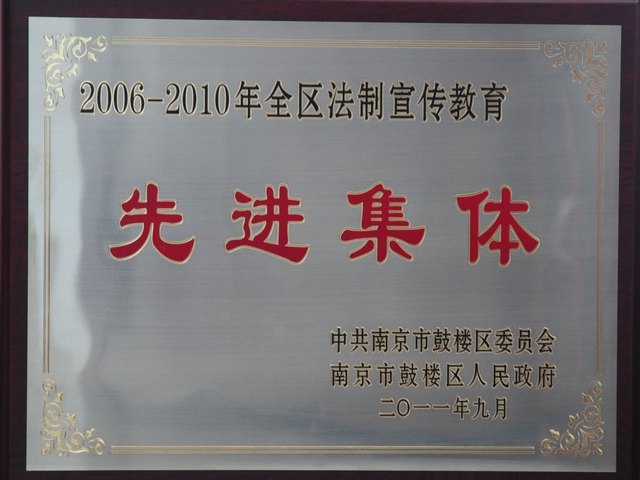 2006-2010年全区法制宣传教育
先进集体
中共南京市鼓楼区委员会
南京市鼓楼区人民政府
二〇一一年九月